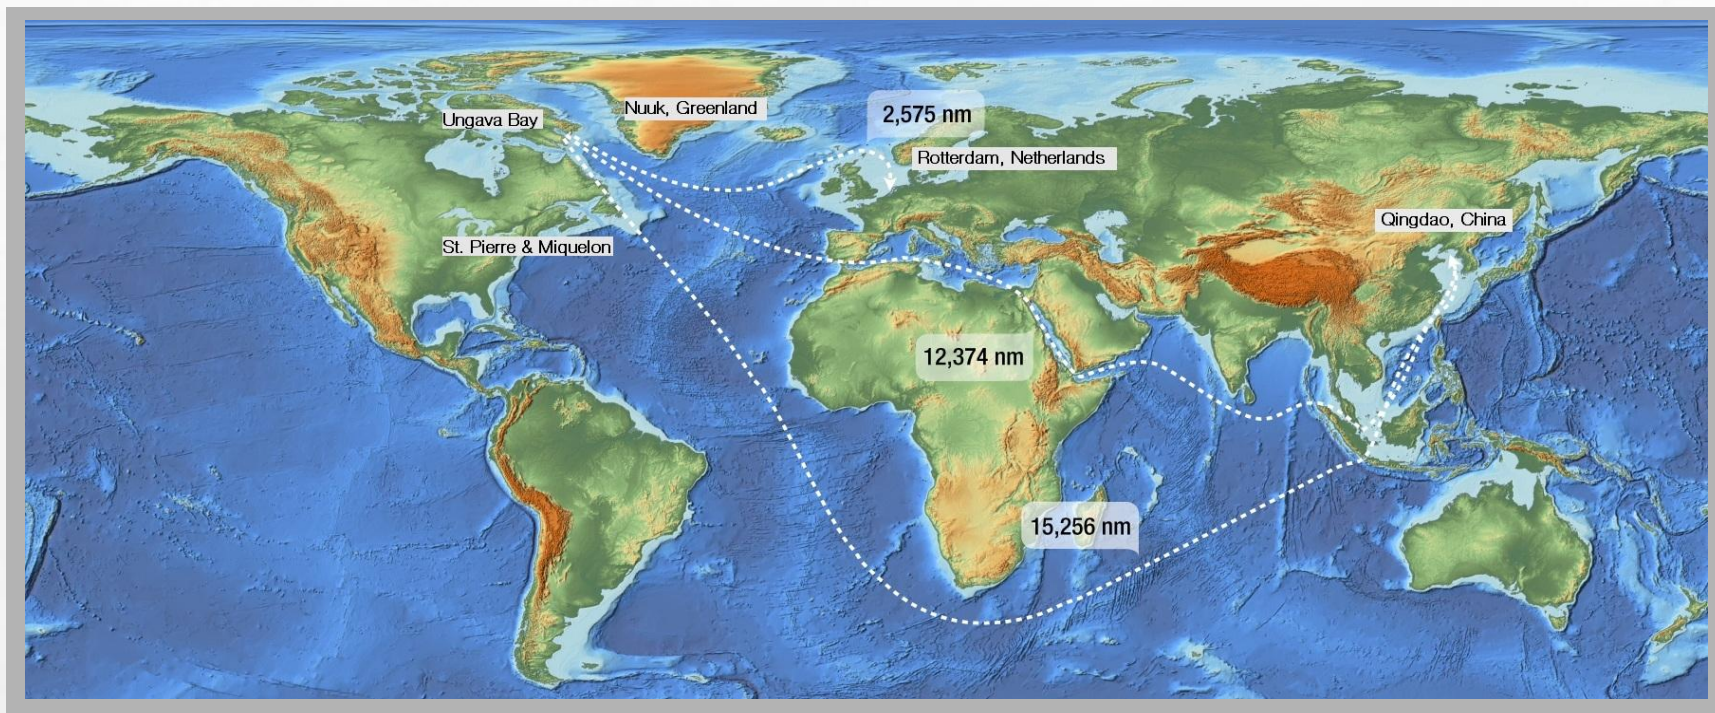 Nuuk, Greenland
Ungava Bay
2,575 nm
Rotterdam, Netherlands
Qingdao, China
St. Pierre & Miquelon
12,374 nm
15,256 nm